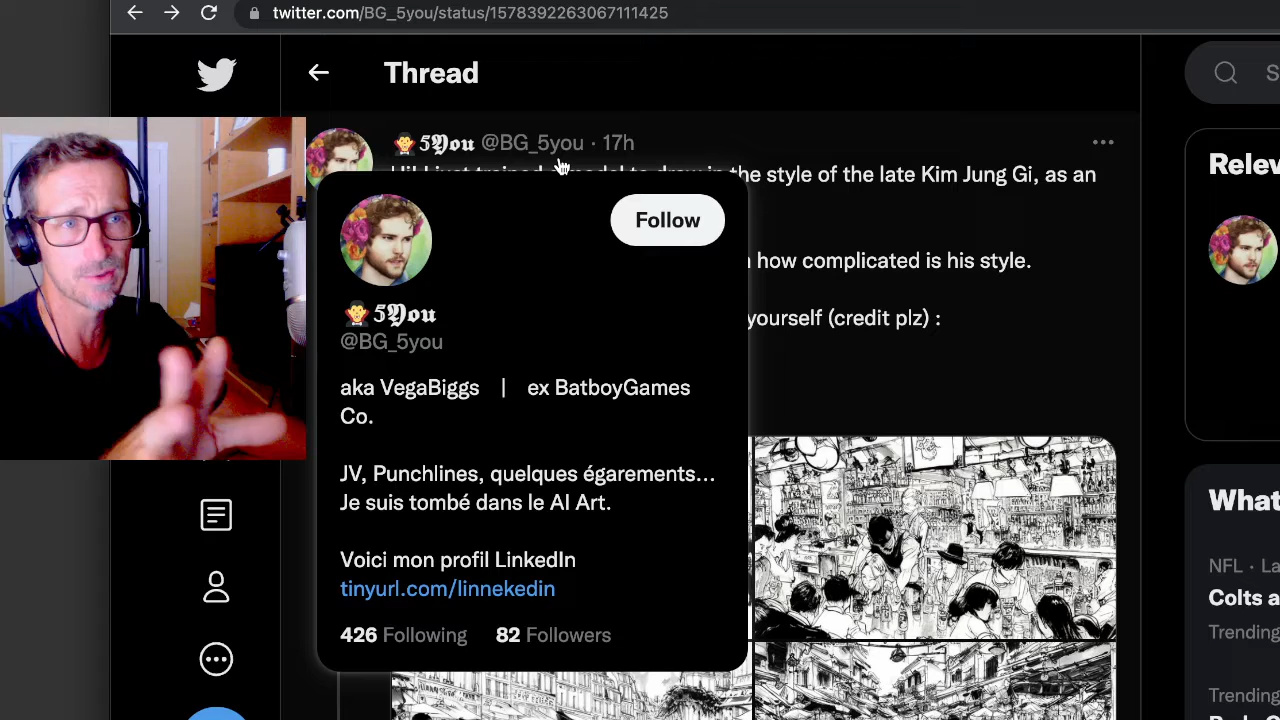 twitter.com/BG_5you/status/1578392263067111425
Thread
5You @BG_5you · 17h
the style of the late Kim Jung Gi, as an
how complicated is his style.
yourself (credit plz) :
Follow
5You
@BG_5you
aka VegaBiggs | ex BatboyGames
Co.
JV, Punchlines, quelques égarements…
Je suis tombé dans le AI Art.
Voici mon profil LinkedIn
tinyurl.com/linnekedin
426 Following 82 Followers
Relev
What
NFL · La
Colts a
Trending
Trending